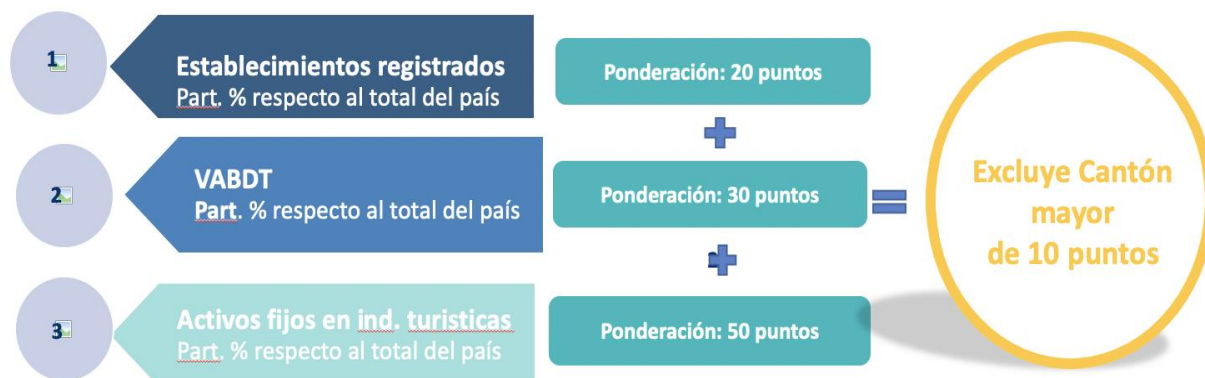 1
Establecimientos registrados
Part. % respecto al total del país
Ponderación: 20 puntos
2
VABDT
Part. % respecto al total del país
Ponderación: 30 puntos
3
Activos fijos en ind. turisticas
Part. % respecto al total del país
Ponderación: 50 puntos
Excluye Cantón
mayor
de 10 puntos